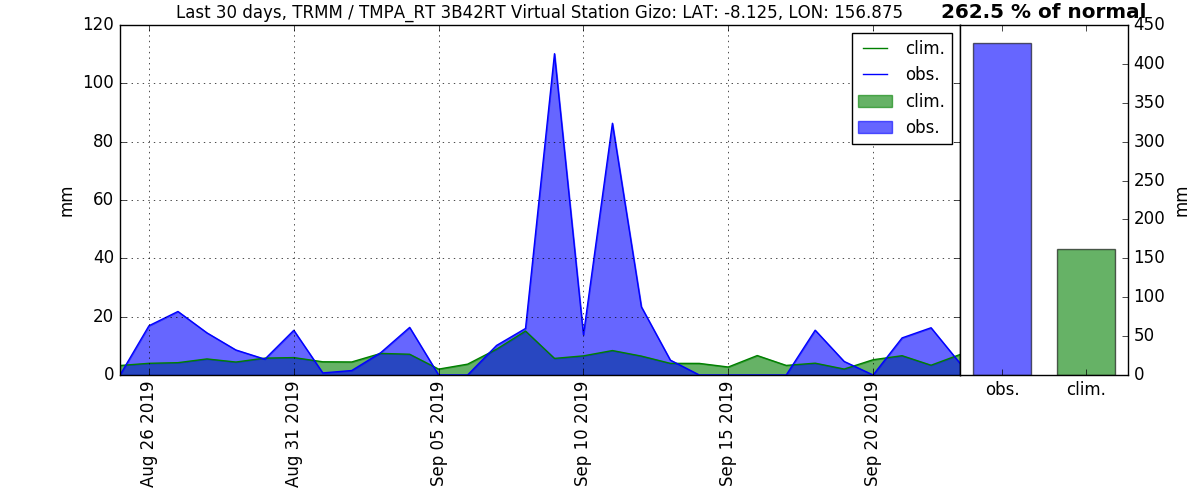 Last 30 days, TRMM / TMPA_RT 3B42RT Virtual Station Gizo: LAT: -8.125, LON: 156.875
262.5 % of normal
120
100
80
60
40
20
0
mm
clim.
obs.
clim.
obs.
Aug 26 2019
Aug 31 2019
Sep 05 2019
Sep 10 2019
Sep 15 2019
Sep 20 2019
450
400
350
300
250
200
150
100
50
0
mm
obs.
clim.